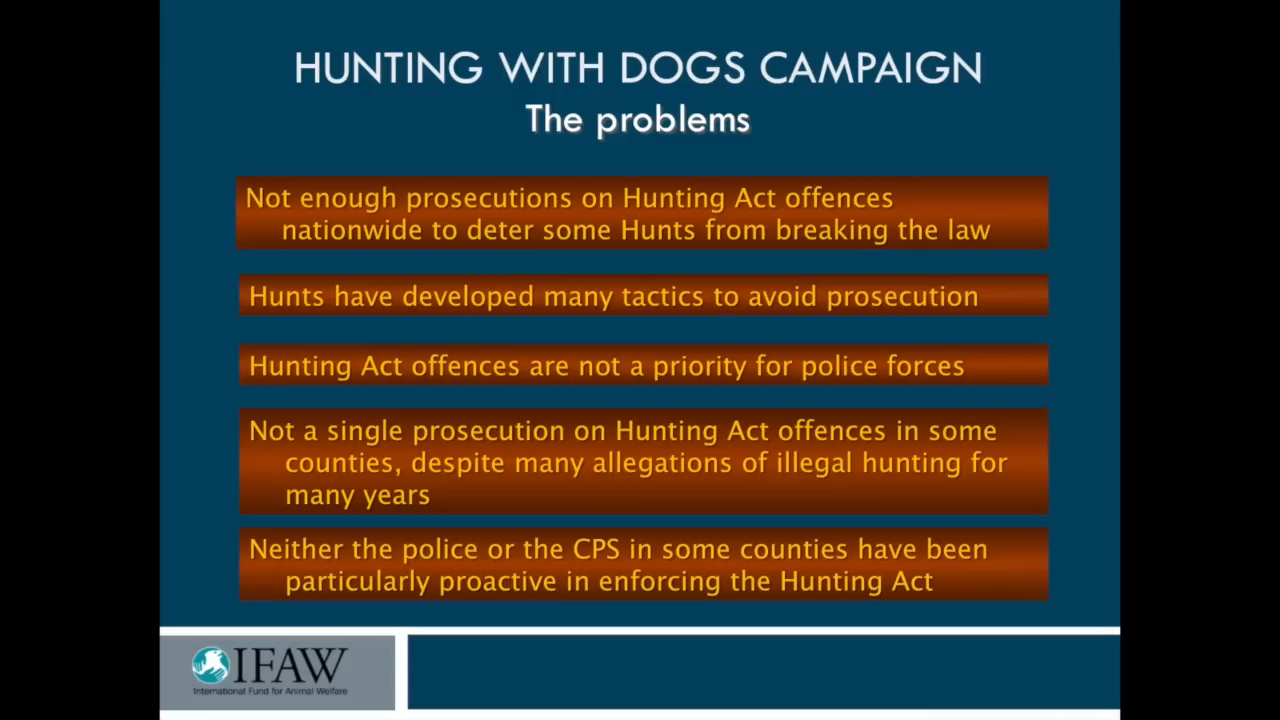 HUNTING WITH DOGS CAMPAIGN
The problems
Not enough prosecutions on Hunting Act offences
nationwide to deter some Hunts from breaking the law
Hunts have developed many tactics to avoid prosecution
Hunting Act offences are not a priority for police forces
Not a single prosecution on Hunting Act offences in some
counties, despite many allegations of illegal hunting for
many years
Neither the police or the CPS in some counties have been
particularly proactive in enforcing the Hunting Act
IFAW
International Fund for Animal Welfare